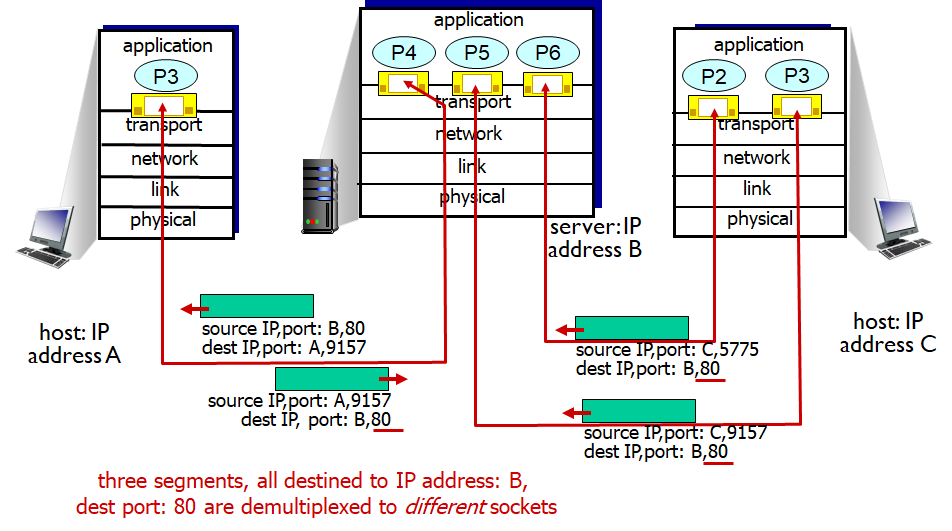 application
P3
transport
network
link
physical
host: IP
address A
application
P4 P5 P6
transport
network
link
physical
server:IP
address B
application
P2 P3
transport
network
link
physical
host: IP
address C
source IP,port: B,80
dest IP,port: A,9157
source IP,port: A,9157
dest IP, port: B,80
source IP,port: C,5775
dest IP,port: B,80
source IP,port: C,9157
dest IP,port: B,80
three segments, all destined to IP address: B,
dest port: 80 are demultiplexed to different sockets